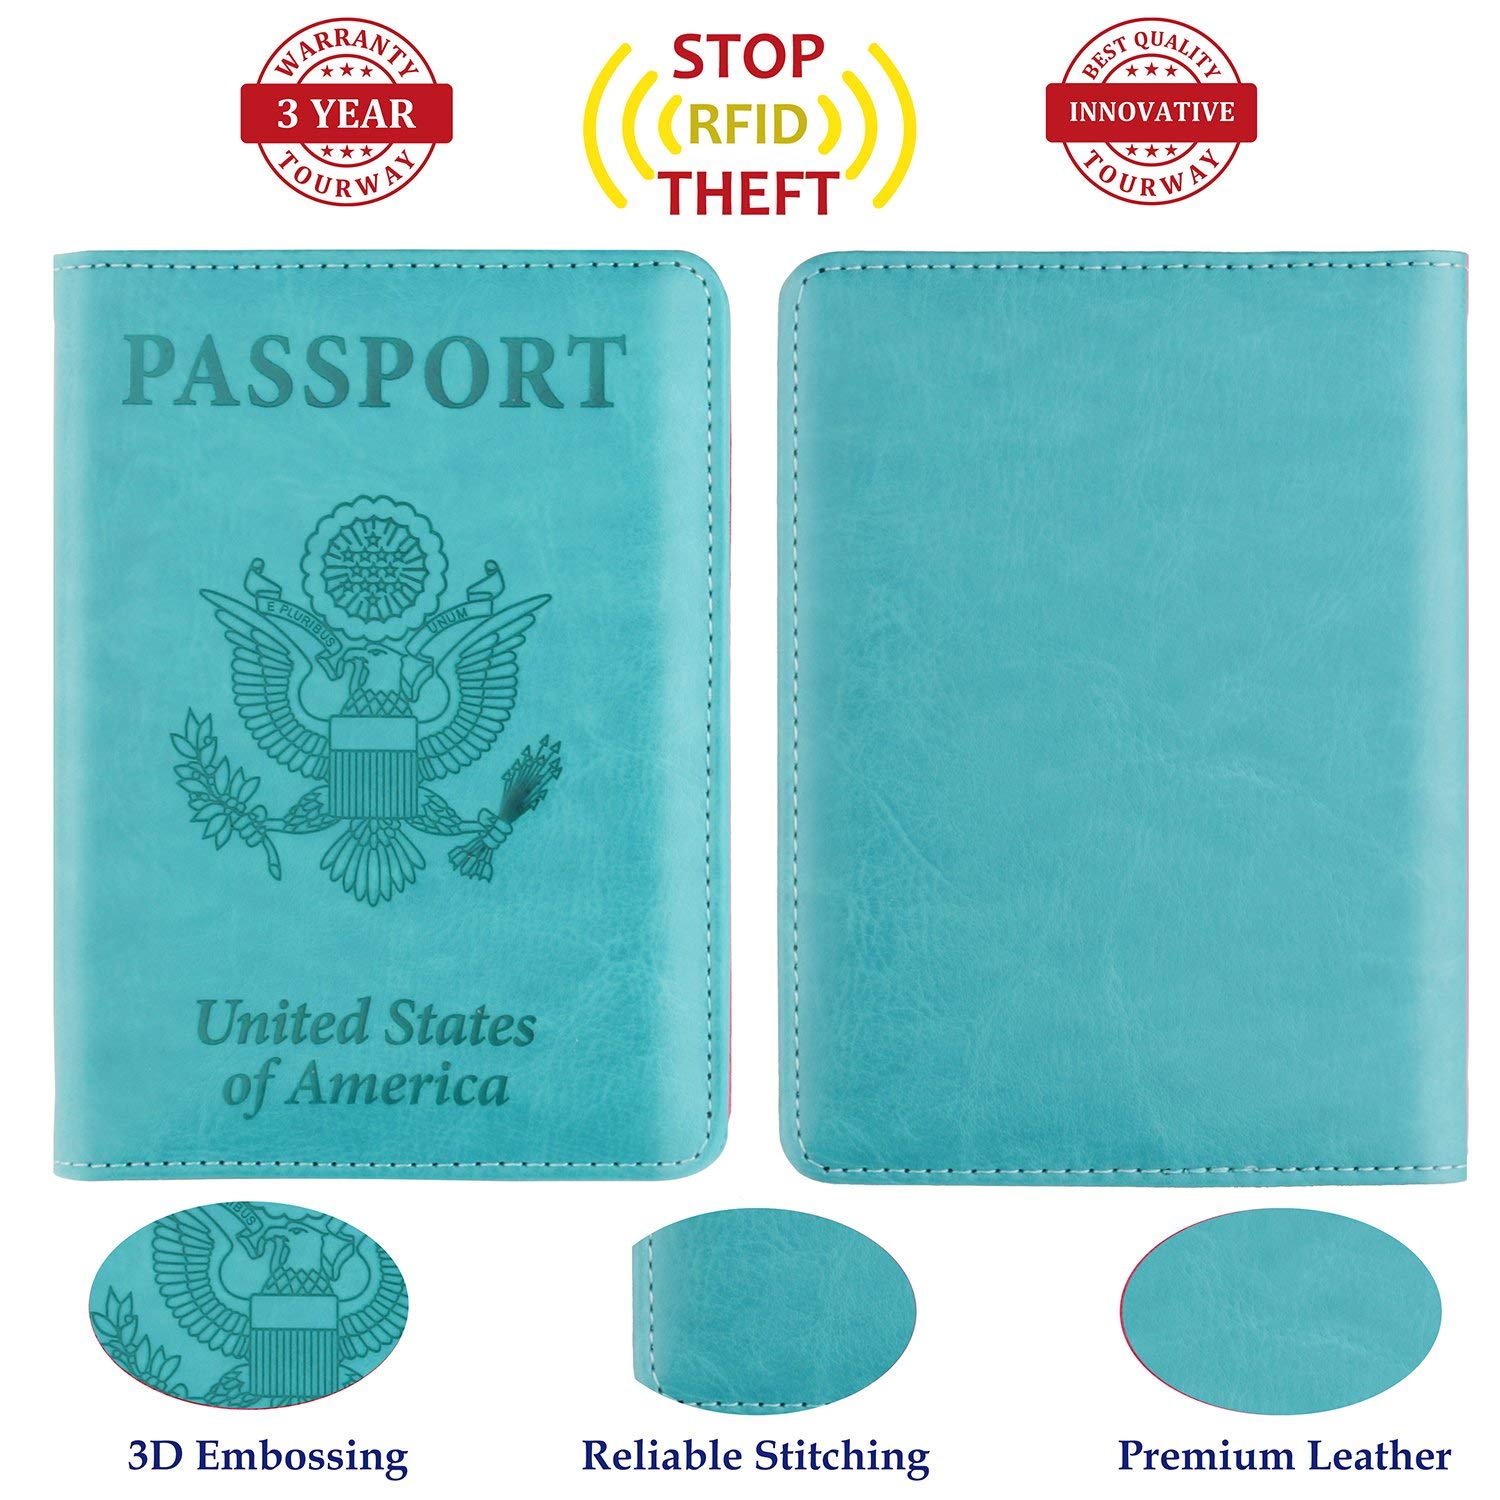 WARRANTY
3 YEAR
TOURWAY
STOP
RFID
THEFT
BEST QUALITY
INNOVATIVE
TOURWAY
PASSPORT
E PLURIBUS UNUM
United States
of America
BUS
3D Embossing
Reliable Stitching
Premium Leather